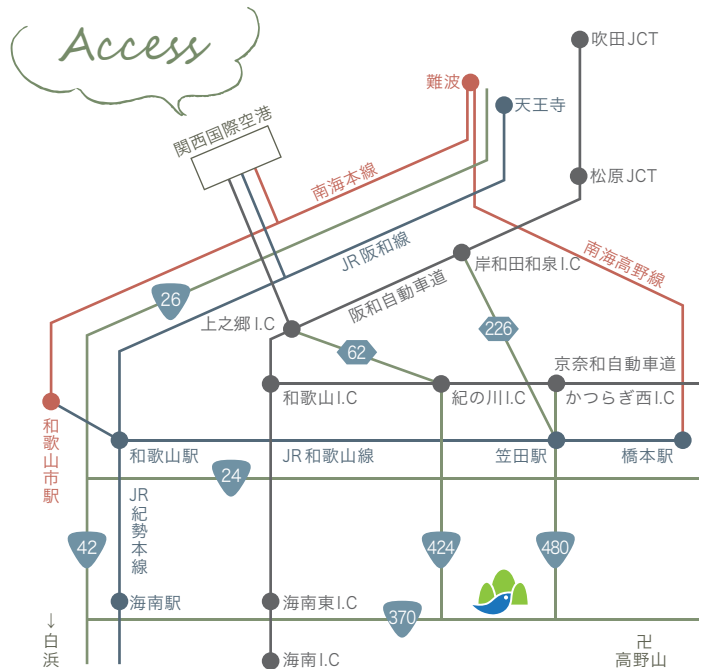 Access
吹田JCT
難波
天王寺
関西国際空港
松原JCT
南海本線
JR阪和線
岸和田和泉I.C
南海高野線
阪和自動車道
26
上之郷I.C
226
62
京奈和自動車道
和歌山I.C
紀の川I.C
かつらぎ西I.C
和歌山市駅
和歌山駅
JR和歌山線
笠田駅
橋本駅
24
JR紀勢本線
42
424
480
海南駅
海南東I.C
370
↓白浜
海南I.C
卍
高野山